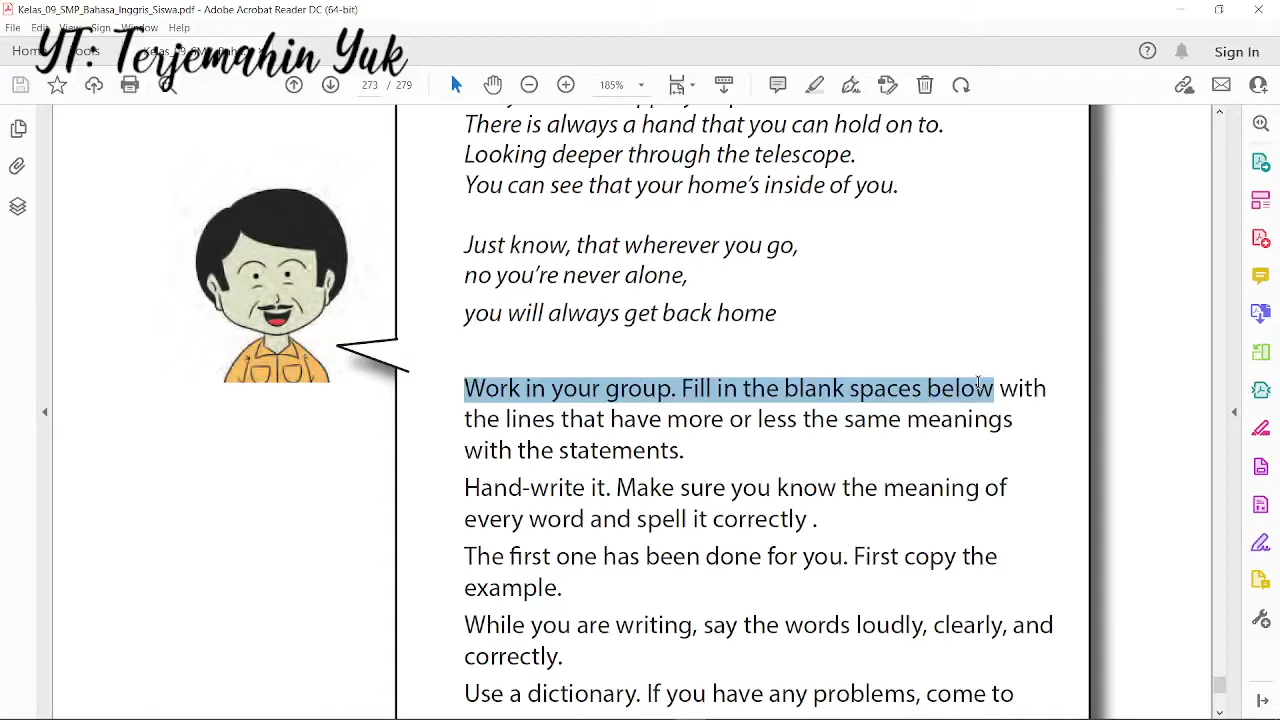 Kelas_09_SMP_Bahasa_Inggris_Siswa.pdf - Adobe Acrobat Reader DC (64-bit)
File Edit View Sign Window Help
YT: Terjemahin Yuk
Sign In
273 / 279
185%
There is always a hand that you can hold on to.
Looking deeper through the telescope.
You can see that your home's inside of you.
Just know, that wherever you go,
no you're never alone,
you will always get back home
Work in your group. Fill in the blank spaces below with
the lines that have more or less the same meanings
with the statements.
Hand-write it. Make sure you know the meaning of
every word and spell it correctly .
The first one has been done for you. First copy the
example.
While you are writing, say the words loudly, clearly, and
correctly.
Use a dictionary. If you have any problems, come to